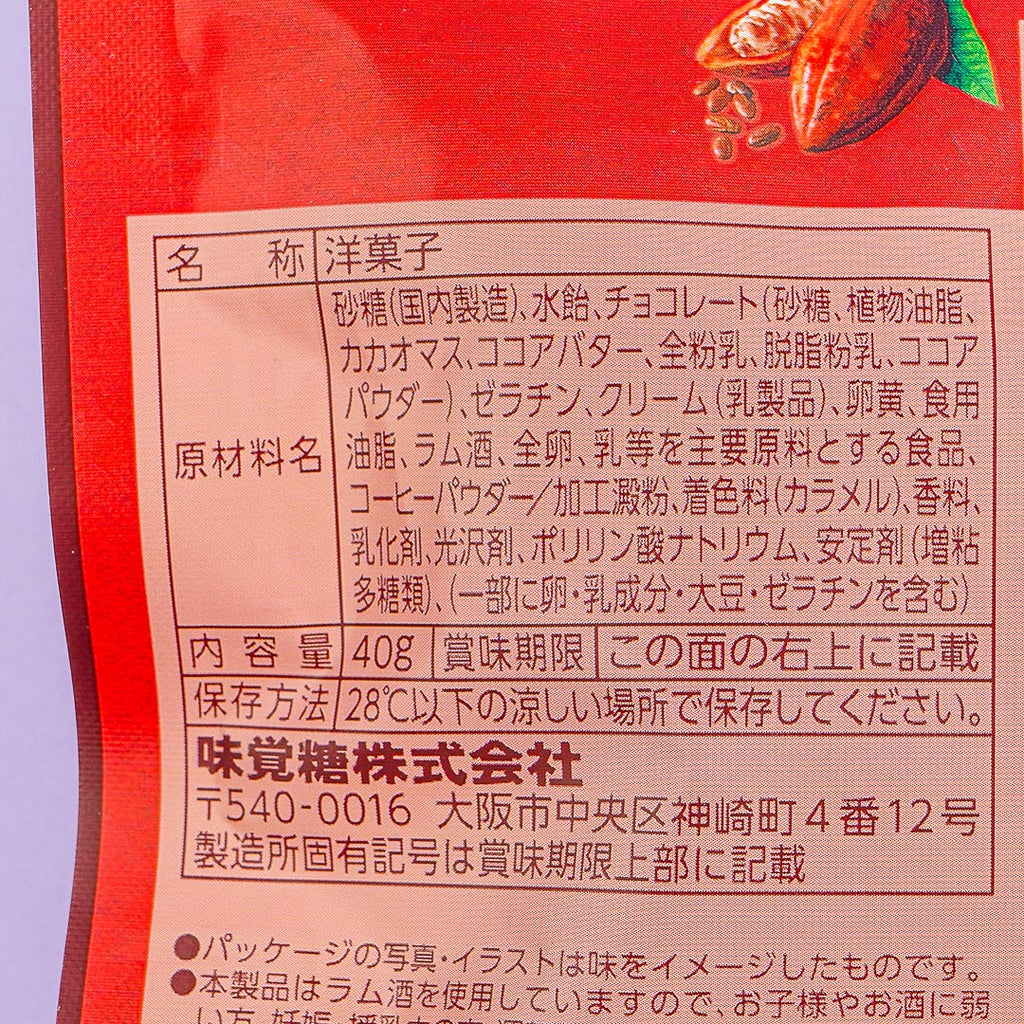 名称 洋菓子
原材料名 砂糖(国内製造)、水飴、チョコレート(砂糖、植物油脂、
カカオマス、ココアバター、全粉乳、脱脂粉乳、ココア
パウダー)、ゼラチン、クリーム(乳製品)、卵黄、食用
油脂、ラム酒、全卵、乳等を主要原料とする食品、
コーヒーパウダー/加工澱粉、着色料(カラメル)、香料、
乳化剤、光沢剤、ポリリン酸ナトリウム、安定剤(増粘
多糖類)、(一部に卵・乳成分・大豆・ゼラチンを含む)
内容量 40g 賞味期限 この面の右上に記載
保存方法 28℃以下の涼しい場所で保存してください。
味覚糖株式会社
〒540-0016 大阪市中央区神崎町4番12号
製造所固有記号は賞味期限上部に記載
●パッケージの写真・イラストは味をイメージしたものです。
●本製品はラム酒を使用していますので、お子様やお酒に弱
い方、妊娠・授乳中の方